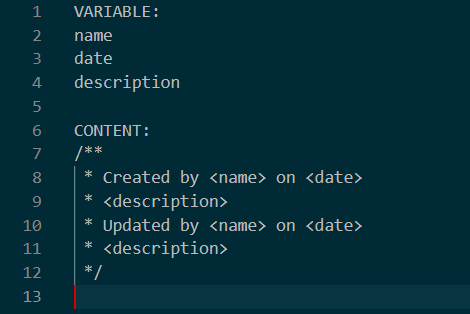 1 VARIABLE:
2 name
3 date
4 description
5
6 CONTENT:
7 /**
8  * Created by <name> on <date>
9  * <description>
10  * Updated by <name> on <date>
11  * <description>
12  */
13